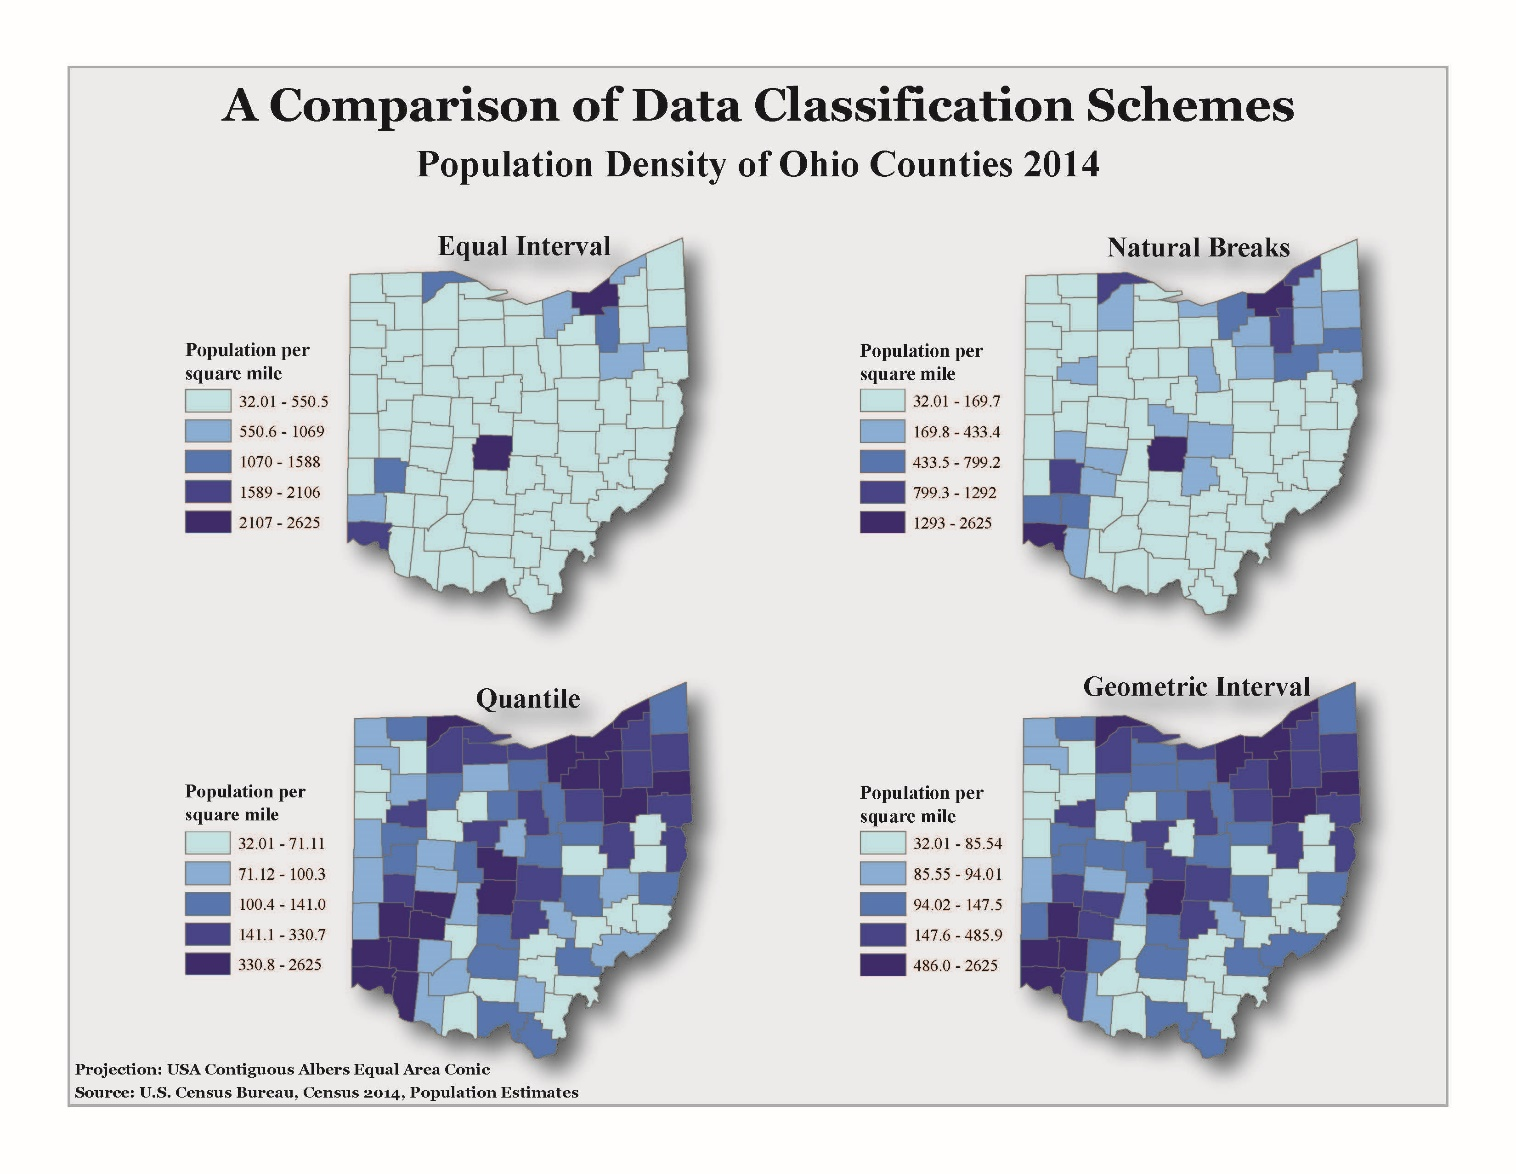 A Comparison of Data Classification Schemes
Population Density of Ohio Counties 2014
Equal Interval
Population per
square mile
32.01 - 550.5
550.6 - 1069
1070 - 1588
1589 - 2106
2107 - 2625
Natural Breaks
Population per
square mile
32.01 - 169.7
169.8 - 433.4
433.5 - 799.2
799.3 - 1292
1293 - 2625
Quantile
Population per
square mile
32.01 - 71.11
71.12 - 100.3
100.4 - 141.0
141.1 - 330.7
330.8 - 2625
Geometric Interval
Population per
square mile
32.01 - 85.54
85.55 - 94.01
94.02 - 147.5
147.6 - 485.9
486.0 - 2625
Projection: USA Contiguous Albers Equal Area Conic
Source: U.S. Census Bureau, Census 2014, Population Estimates